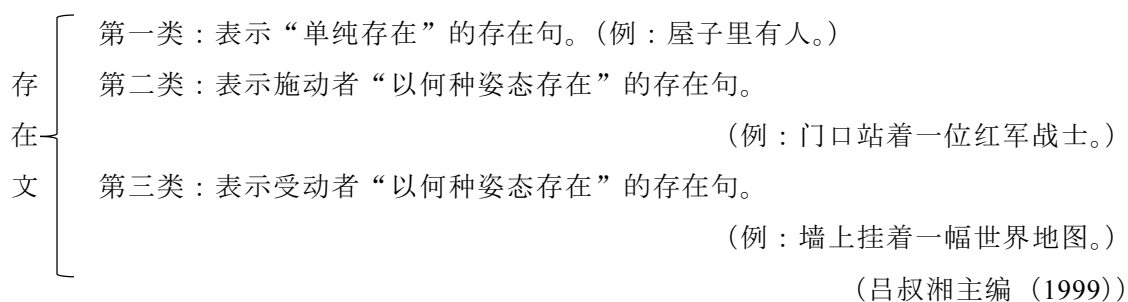 第一类：表示“单纯存在”的存在句。（例：屋子里有人。）
存 第二类：表示施动者“以何种姿态存在”的存在句。
在 （例：门口站着一位红军战士。）
文 第三类：表示受动者“以何种姿态存在”的存在句。
（例：墙上挂着一幅世界地图。）
（吕叔湘主编（1999））